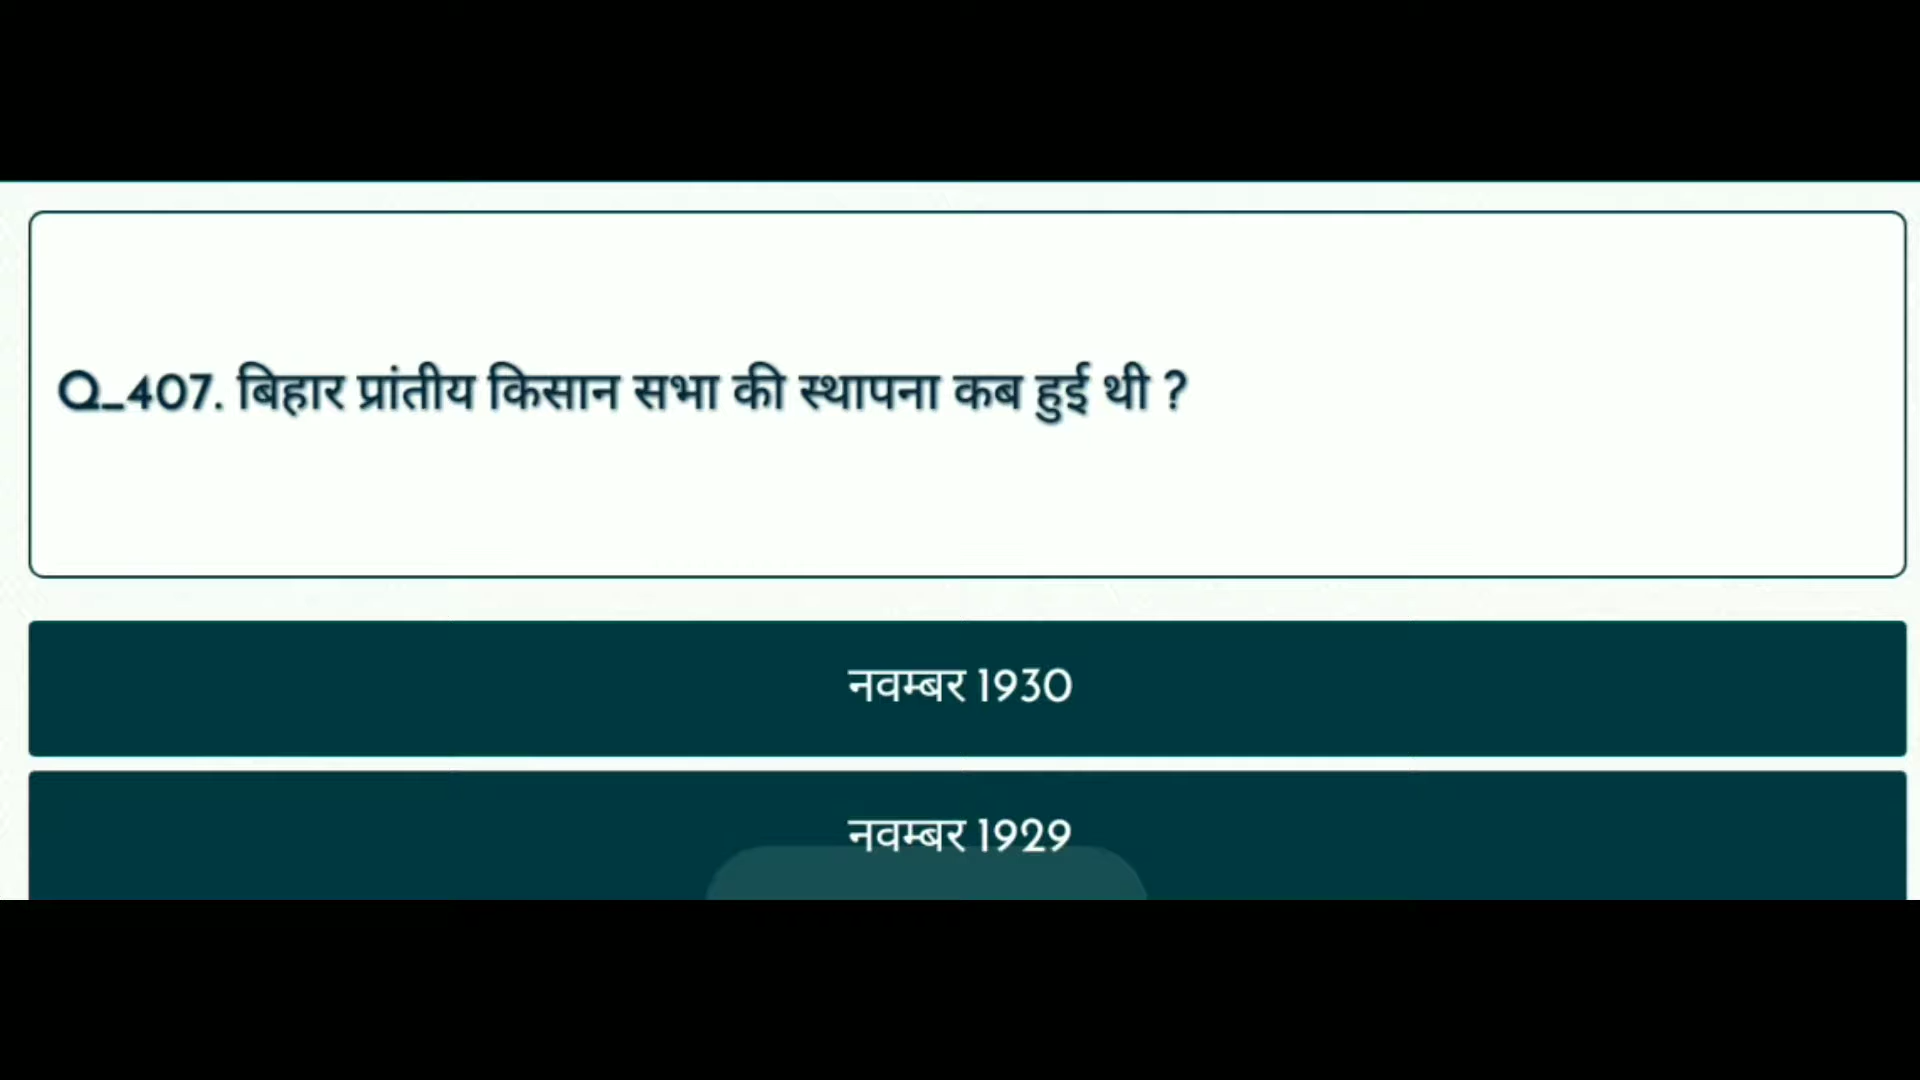 Q_407. बिहार प्रांतीय किसान सभा की स्थापना कब हुई थी ?
नवम्बर 1930
नवम्बर 1929